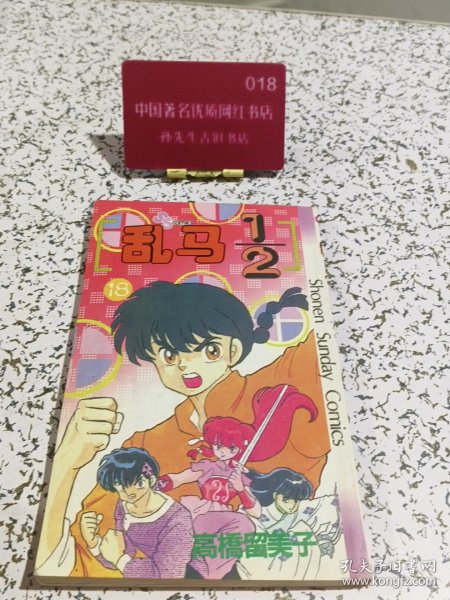 018
中国著名优质网红书店
孙先生古旧书店
乱马
1/2
18
Shonen Sunday Comics
高橋留美子
孔夫子旧书网
www.kongfz.com